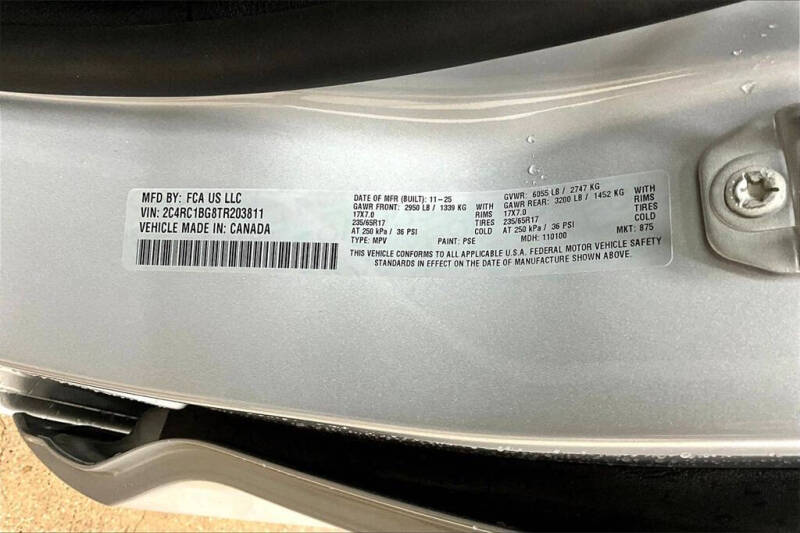 MFD BY: FCA US LLC
VIN: 2C4RC1BG8TR203811
VEHICLE MADE IN: CANADA
DATE OF MFR (BUILT): 11-25 GVWR: 6055 LB / 2747 KG
GAWR FRONT: 2950 LB / 1339 KG WITH GAWR REAR: 3200 LB / 1452 KG WITH
17X7.0 RIMS 17X7.0 RIMS
235/65R17 TIRES 235/65R17 TIRES
AT 250 kPa / 36 PSI COLD AT 250 kPa / 36 PSI COLD
TYPE: MPV PAINT: PSE MDH: 110100 MKT: 875
THIS VEHICLE CONFORMS TO ALL APPLICABLE U.S.A. FEDERAL MOTOR VEHICLE SAFETY
STANDARDS IN EFFECT ON THE DATE OF MANUFACTURE SHOWN ABOVE.